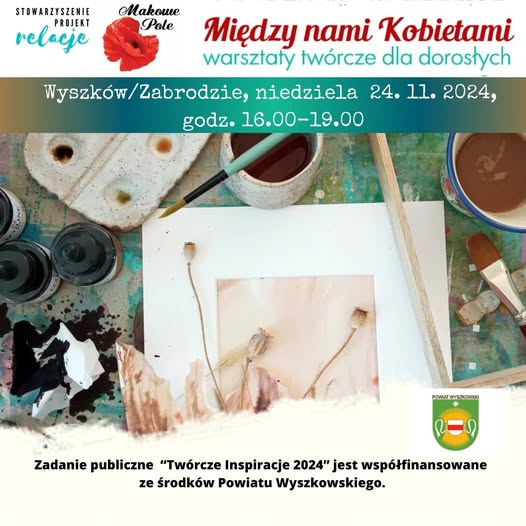 STOWARZYSZENIE
PROJEKT
relacje
Makowe
Pole
Między nami Kobietami
warsztaty twórcze dla dorosłych
Wyszków/Zabrodzie, niedziela 24. 11. 2024,
godz. 16.00-19.00
POWIAT WYSZKOWSKI
Zadanie publiczne “Twórcze Inspiracje 2024” jest współfinansowane
ze środków Powiatu Wyszkowskiego.